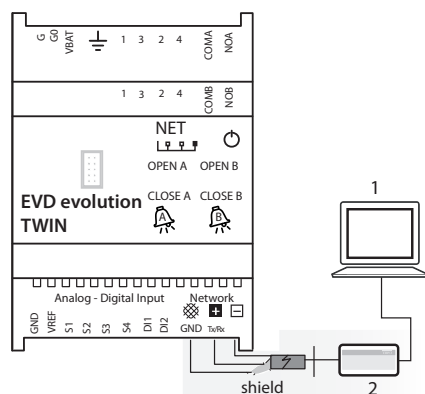 G G0 VBAT 1 3 2 4 COMA NOA
1 3 2 4 COMB NOB
NET
OPEN A OPEN B
EVD evolution
TWIN
CLOSE A CLOSE B
A B
1
Analog - Digital Input Network
GND VREF S1 S2 S3 S4 DI1 DI2 GND Tx/Rx
shield
2